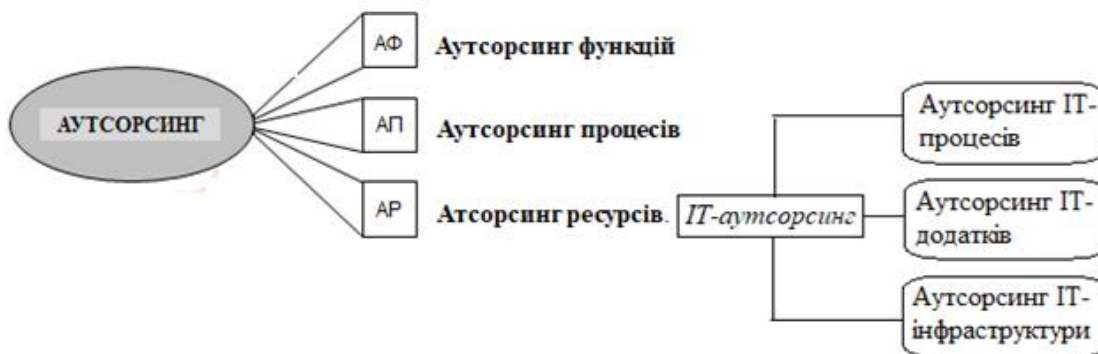 АУТСОРСИНГ
АФ
Аутсорсинг функцій
АП
Аутсорсинг процесів
АР
Атсорсинг ресурсів.
ІТ-аутсорсинг
Аутсорсинг ІТ-
процесів
Аутсорсинг ІТ-
додатків
Аутсорсинг ІТ-
інфраструктури